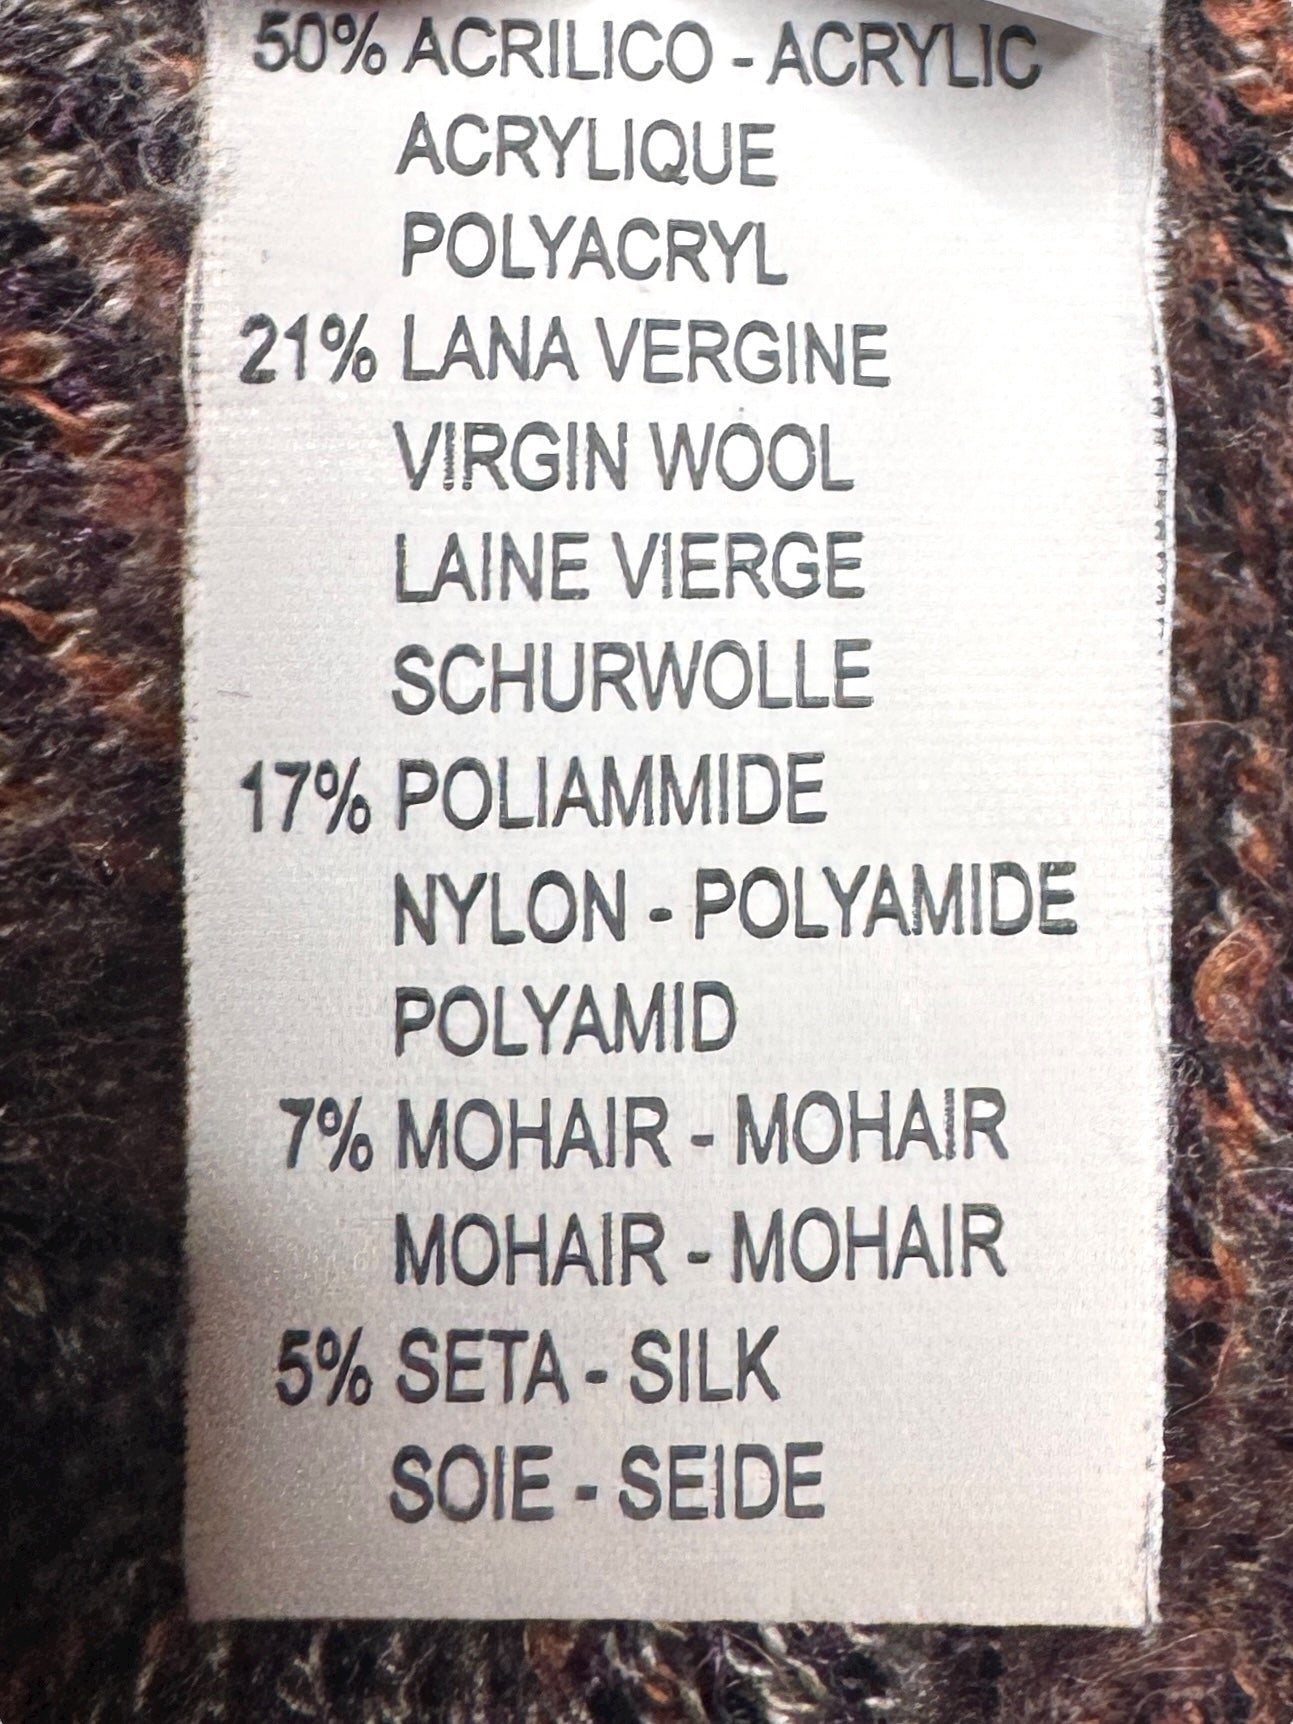 50% ACRILICO - ACRYLIC
ACRYLIQUE
POLYACRYL
21% LANA VERGINE
VIRGIN WOOL
LAINE VIERGE
SCHURWOLLE
17% POLIAMMIDE
NYLON - POLYAMIDE
POLYAMID
7% MOHAIR - MOHAIR
MOHAIR - MOHAIR
5% SETA - SILK
SOIE - SEIDE